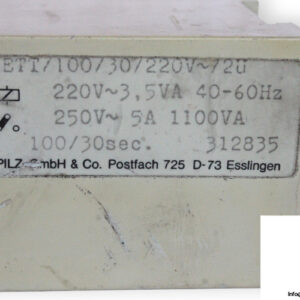 ETT/100/30/220V~/2U
220V~3,5VA 40-60Hz
250V~ 5A 1100VA
100/30sec. 312835
PILZ GmbH & Co. Postfach 725 D-73 Esslingen